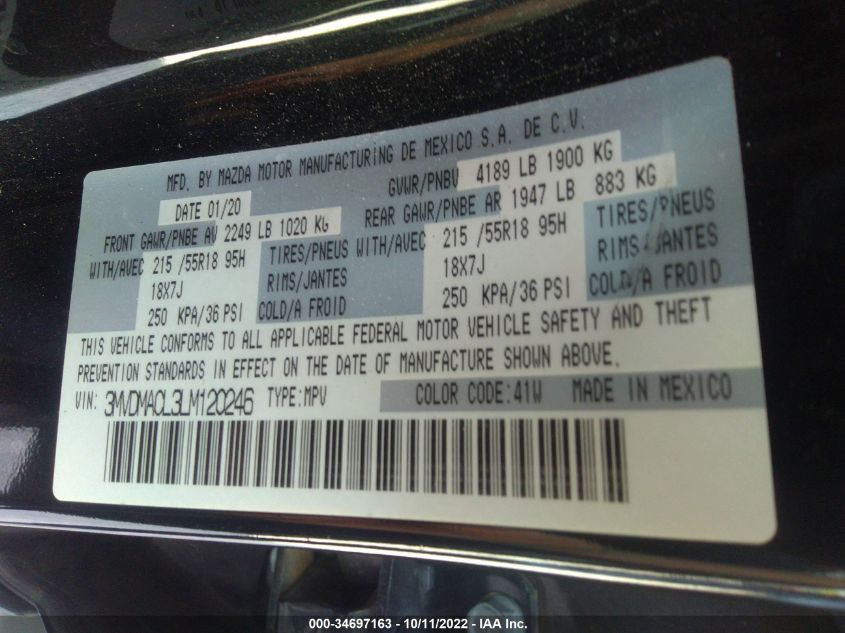 MFD. BY MAZDA MOTOR MANUFACTURING DE MEXICO S.A. DE C.V.
DATE 01/20 GVWR/PNBV 4189 LB 1900 KG
FRONT GAWR/PNBE AV 2249 LB 1020 KG REAR GAWR/PNBE AR 1947 LB 883 KG
WITH/AVEC 215 /55R18 95H TIRES/PNEUS WITH/AVEC 215 /55R18 95H TIRES/PNEUS
18X7J RIMS/JANTES 18X7J RIMS/JANTES
250 KPA/36 PSI COLD/A FROID 250 KPA/36 PSI COLD/A FROID
THIS VEHICLE CONFORMS TO ALL APPLICABLE FEDERAL MOTOR VEHICLE SAFETY AND THEFT
PREVENTION STANDARDS IN EFFECT ON THE DATE OF MANUFACTURE SHOWN ABOVE.
VIN: 3MVDMACL3LM120246 TYPE:MPV COLOR CODE:41W MADE IN MEXICO
000-34697163 - 10/11/2022 - IAA Inc.